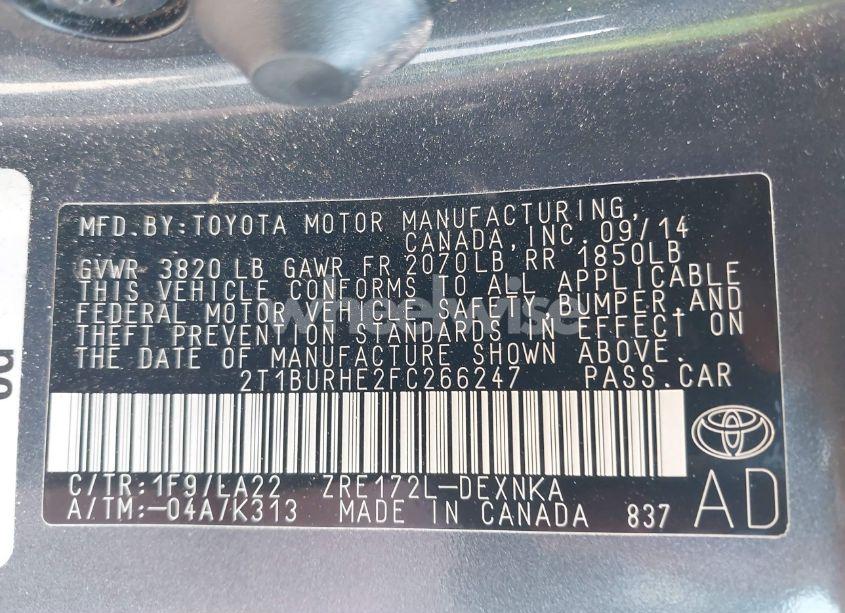 MFD. BY: TOYOTA MOTOR MANUFACTURING,
CANADA, INC. 09/14
GVWR 3820 LB GAWR FR 2070LB RR 1850LB
THIS VEHICLE CONFORMS TO ALL APPLICABLE
FEDERAL MOTOR VEHICLE SAFETY, BUMPER, AND
THEFT PREVENTION STANDARDS IN EFFECT ON
THE DATE OF MANUFACTURE SHOWN ABOVE.
2T1BURHE2FC266247 PASS. CAR
C/TR: 1F9/LA22 ZRE172L-DEXNKA
A/TM: -04A/K313 MADE IN CANADA 837
AD
wheelwise